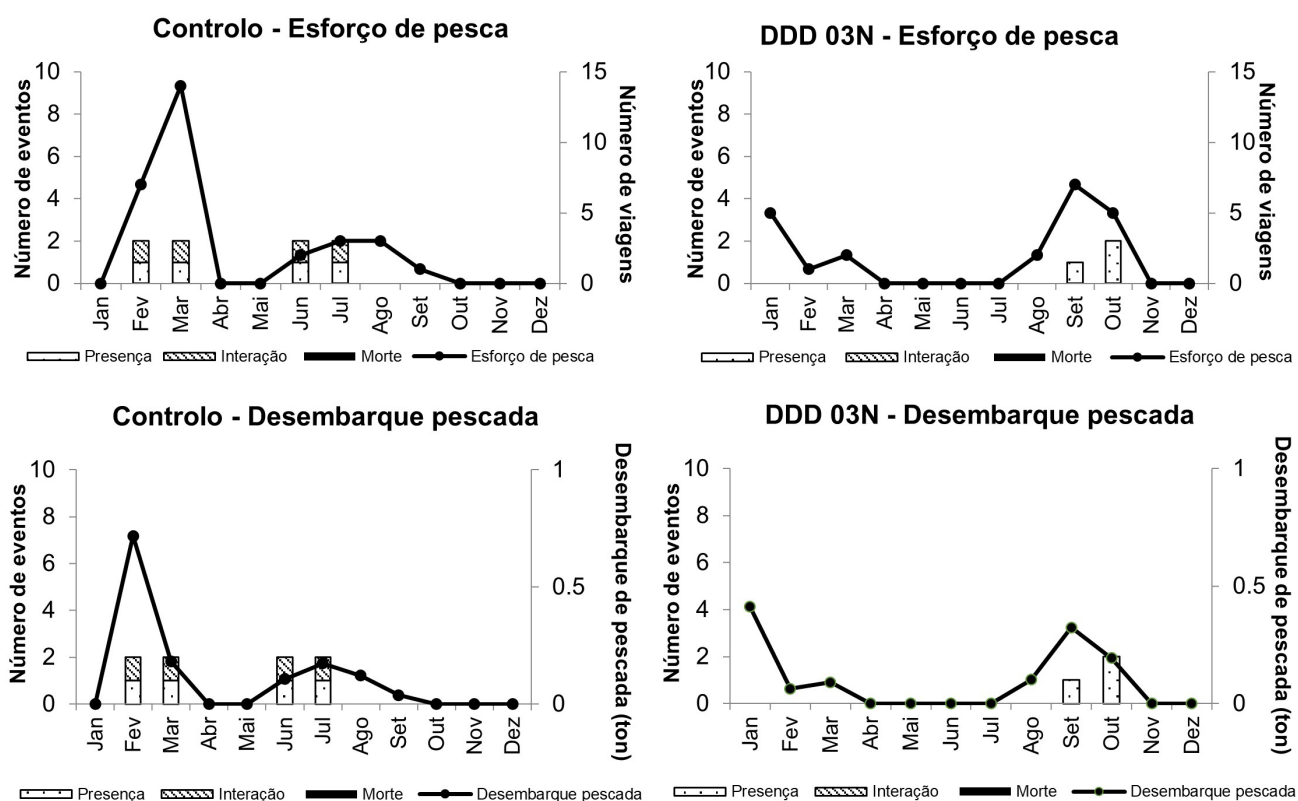 Controlo - Esforço de pesca
Número de eventos
10
8
6
4
2
0
15
10
5
0
Número de viagens
Jan Fev Mar Abr Mai Jun Jul Ago Set Out Nov Dez
Presença Interação Morte Esforço de pesca
DDD 03N - Esforço de pesca
Número de eventos
10
8
6
4
2
0
15
10
5
0
Número de viagens
Jan Fev Mar Abr Mai Jun Jul Ago Set Out Nov Dez
Presença Interação Morte Esforço de pesca
Controlo - Desembarque pescada
Número de eventos
10
8
6
4
2
0
1
0.5
0
Desembarque de pescada (ton)
Jan Fev Mar Abr Mai Jun Jul Ago Set Out Nov Dez
Presença Interação Morte Desembarque pescada
DDD 03N - Desembarque pescada
Número de eventos
10
8
6
4
2
0
1
0.5
0
Desembarque de pescada (ton)
Jan Fev Mar Abr Mai Jun Jul Ago Set Out Nov Dez
Presença Interação Morte Desembarque pescada